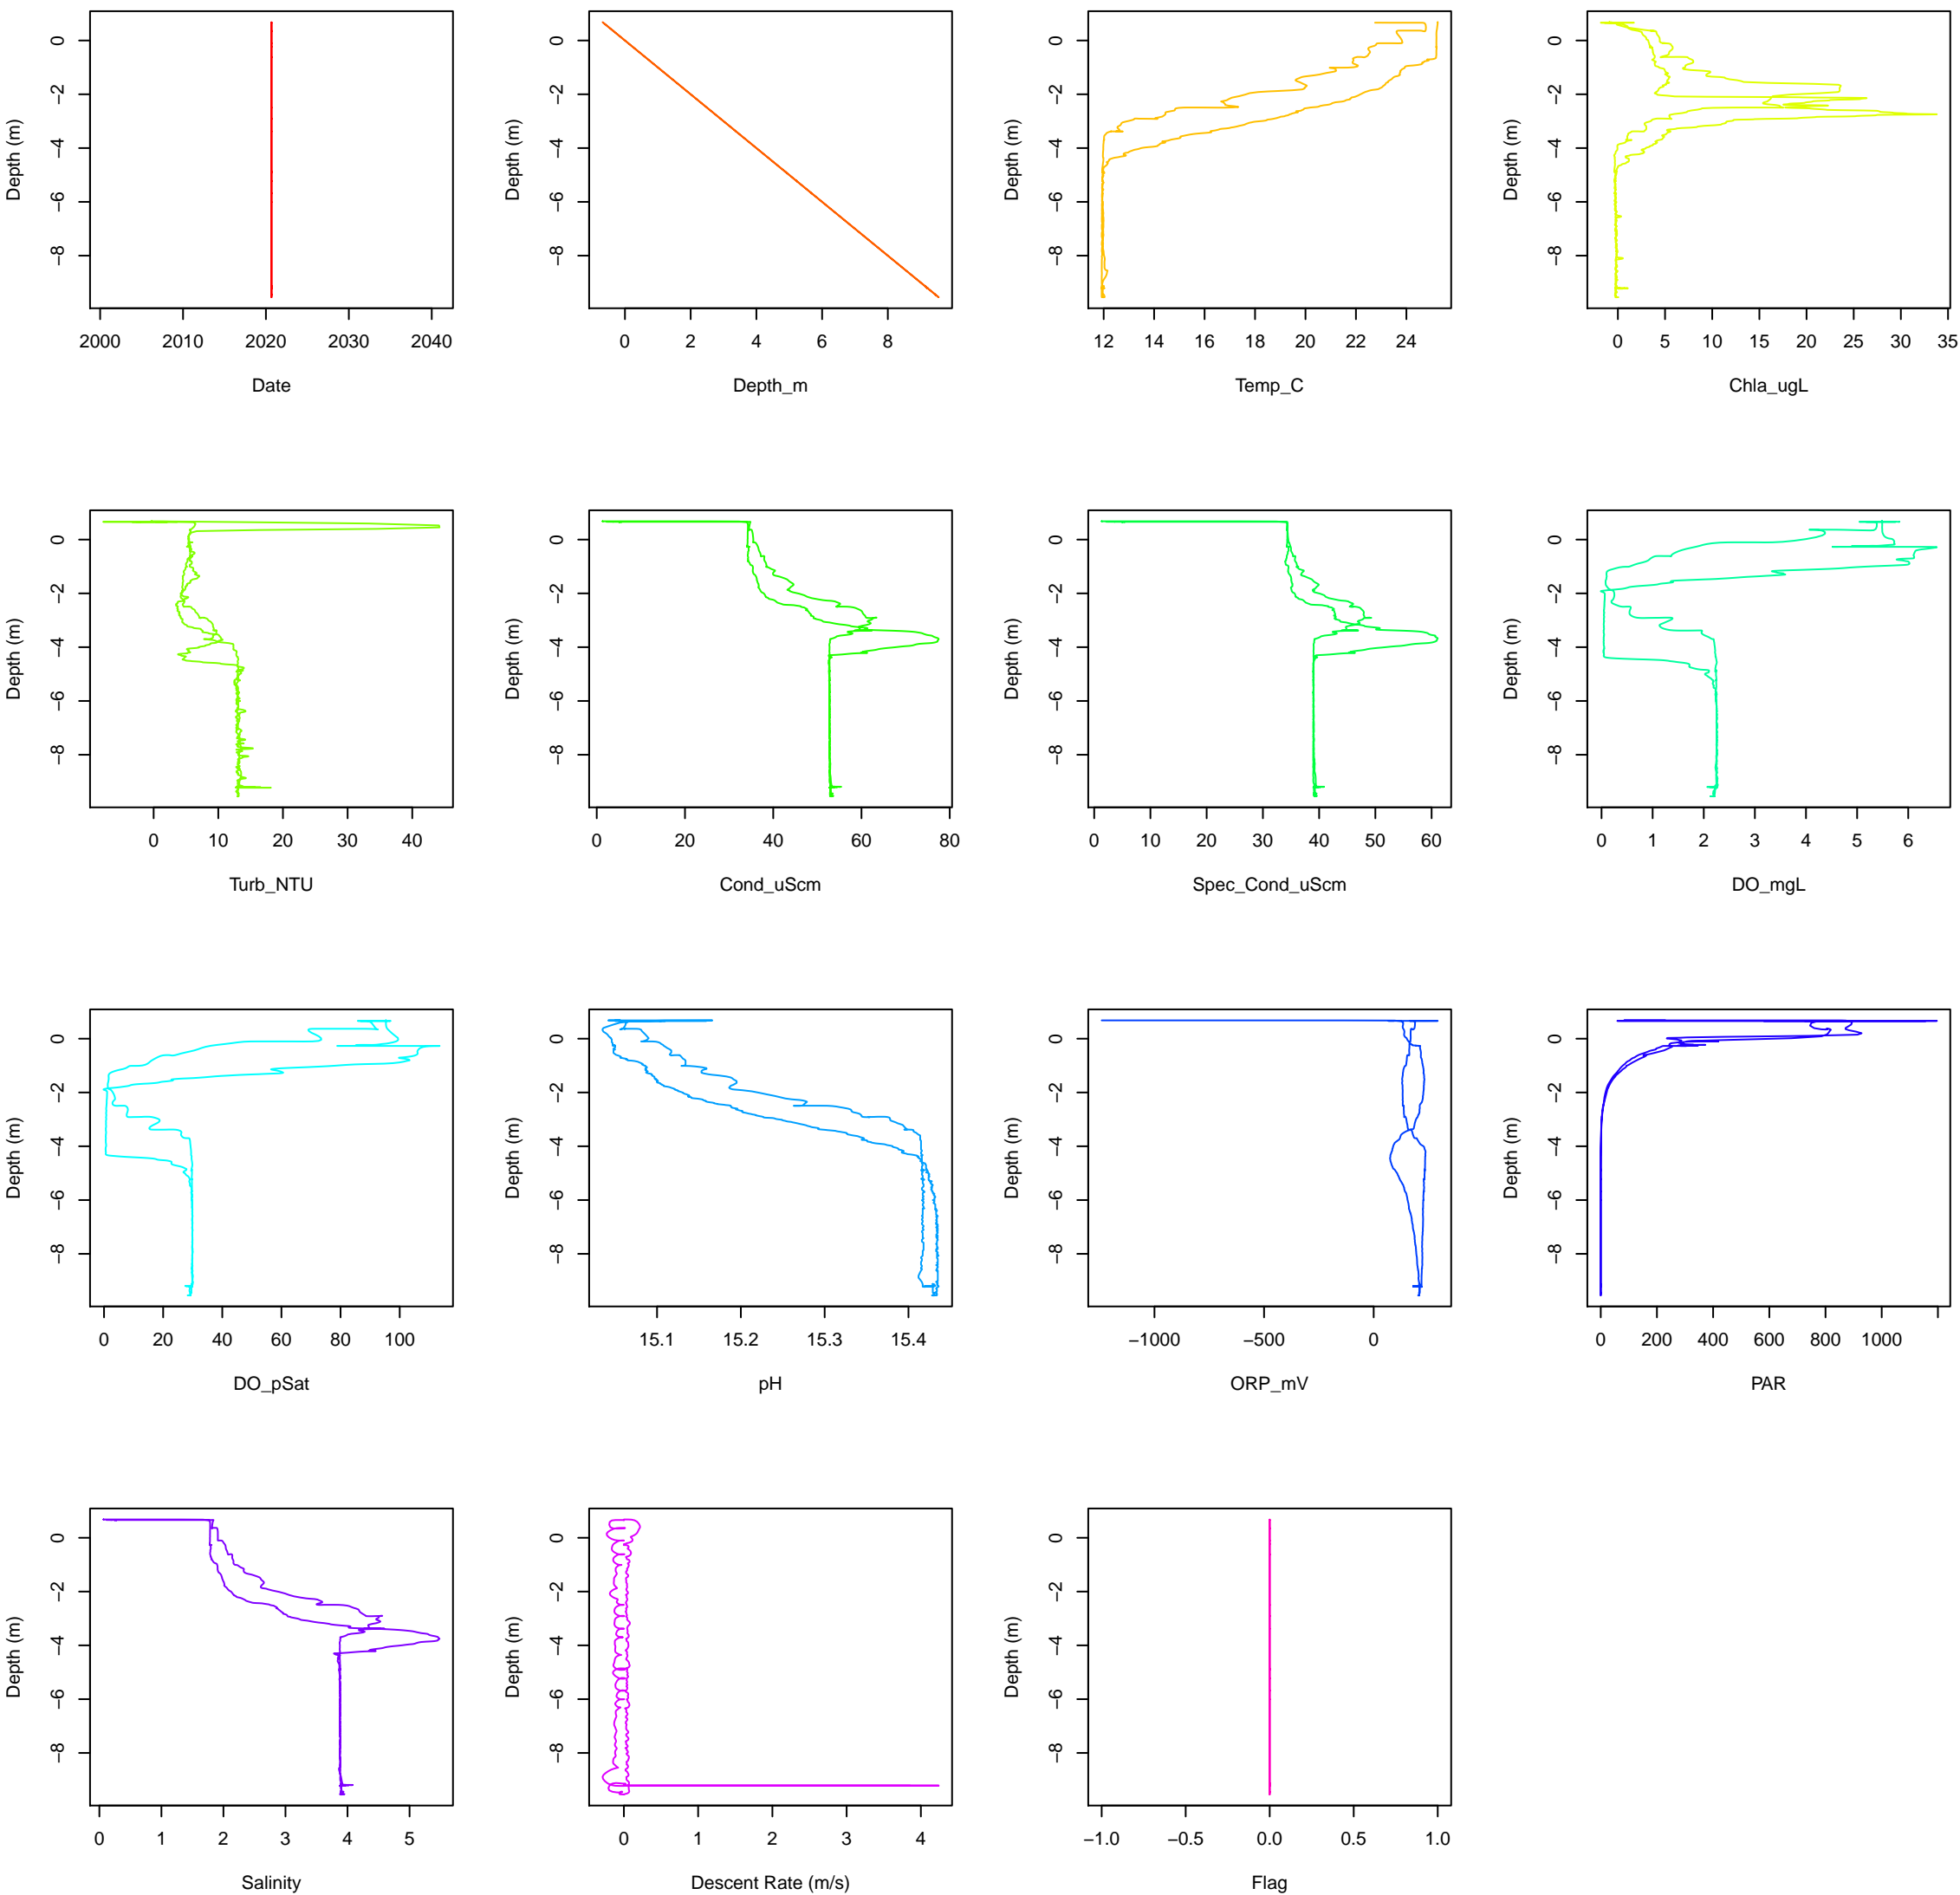 Depth (m)
0
−2
−4
−6
−8
2000 2010 2020 2030 2040
Date
Depth (m)
0
−2
−4
−6
−8
0 2 4 6 8
Depth_m
Depth (m)
0
−2
−4
−6
−8
12 14 16 18 20 22 24
Temp_C
Depth (m)
0
−2
−4
−6
−8
0 5 10 15 20 25 30 35
Chla_ugL
Depth (m)
0
−2
−4
−6
−8
0 10 20 30 40
Turb_NTU
Depth (m)
0
−2
−4
−6
−8
0 20 40 60 80
Cond_uScm
Depth (m)
0
−2
−4
−6
−8
0 10 20 30 40 50 60
Spec_Cond_uScm
Depth (m)
0
−2
−4
−6
−8
0 1 2 3 4 5 6
DO_mgL
Depth (m)
0
−2
−4
−6
−8
0 20 40 60 80 100
DO_pSat
Depth (m)
0
−2
−4
−6
−8
15.1 15.2 15.3 15.4
pH
Depth (m)
0
−2
−4
−6
−8
−1000 −500 0
ORP_mV
Depth (m)
0
−2
−4
−6
−8
0 200 400 600 800 1000
PAR
Depth (m)
0
−2
−4
−6
−8
0 1 2 3 4 5
Salinity
Depth (m)
0
−2
−4
−6
−8
0 1 2 3 4
Descent Rate (m/s)
Depth (m)
0
−2
−4
−6
−8
−1.0 −0.5 0.0 0.5 1.0
Flag